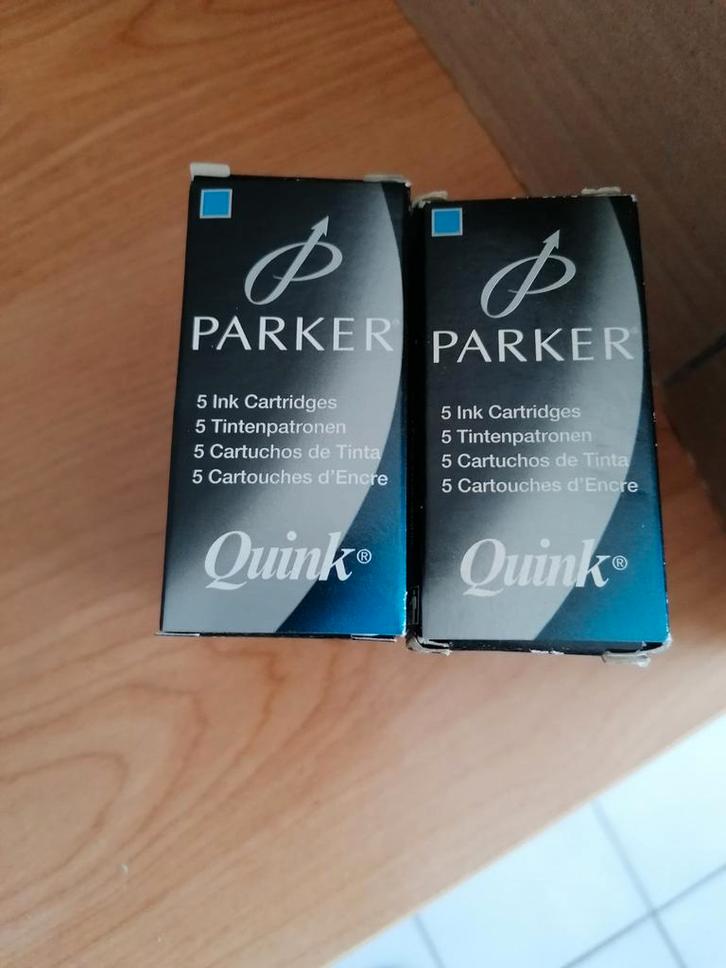 PARKER®
5 Ink Cartridges
5 Tintenpatronen
5 Cartuchos de Tinta
5 Cartouches d'Encre
Quink®
PARKER®
5 Ink Cartridges
5 Tintenpatronen
5 Cartuchos de Tinta
5 Cartouches d'Encre
Quink®